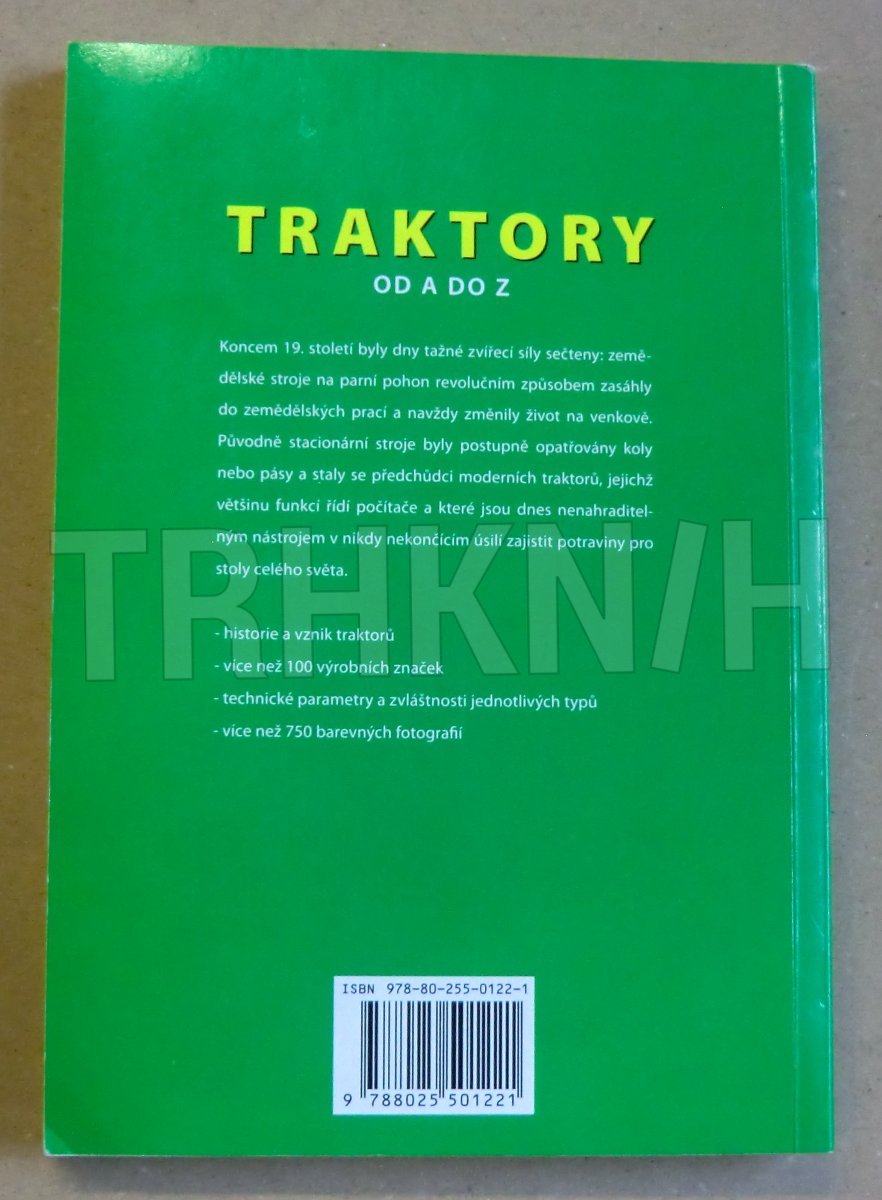 TRAKTORY
OD A DO Z
Koncem 19. století byly dny tažné zvířecí síly sečteny: země-
dělské stroje na parní pohon revolučním způsobem zasáhly
do zemědělských prací a navždy změnily život na venkově.
Původně stacionární stroje byly postupně opatřovány koly
nebo pásy a staly se předchůdci moderních traktorů, jejichž
většinu funkcí řídí počítače a které jsou dnes nenahraditel-
ným nástrojem v nikdy nekončícím úsilí zajistit potraviny pro
stoly celého světa.
TRHKNIH
- historie a vznik traktorů
- více než 100 výrobních značek
- technické parametry a zvláštnosti jednotlivých typů
- více než 750 barevných fotografií
ISBN 978-80-255-0122-1
9 788025 501221